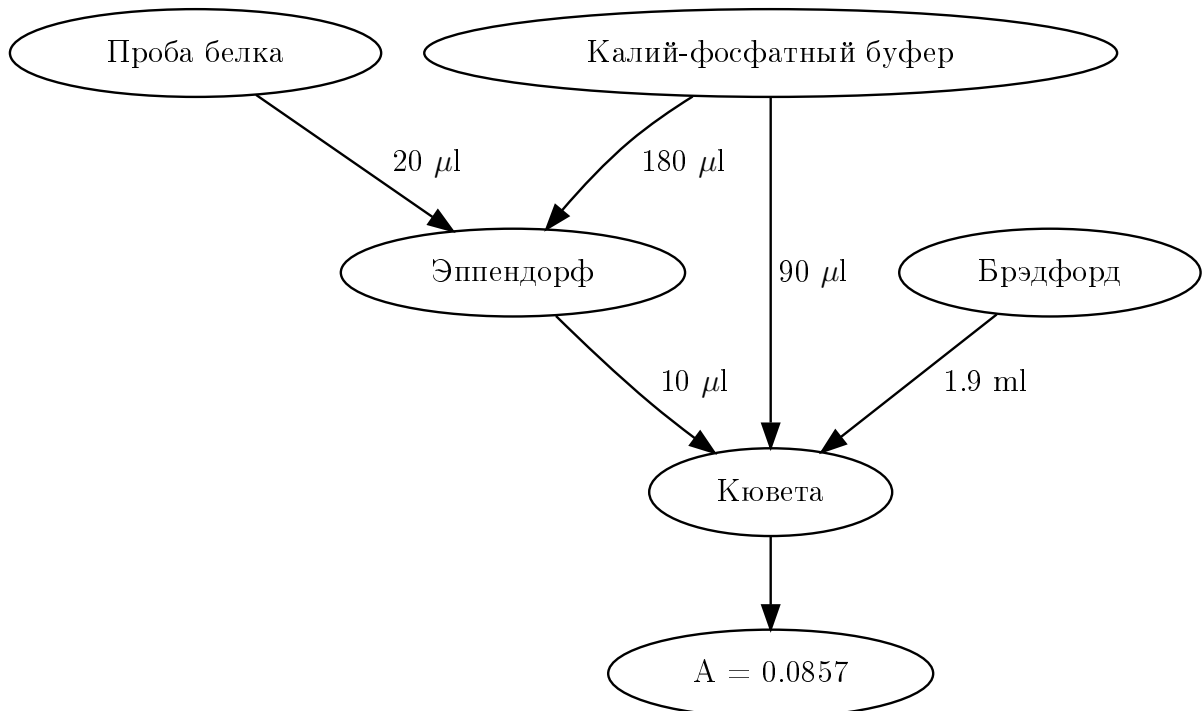 Проба белка
Калий-фосфатный буфер
20 μl
180 μl
Эппендорф
90 μl
Брэдфорд
10 μl
1.9 ml
Кювета
A = 0.0857